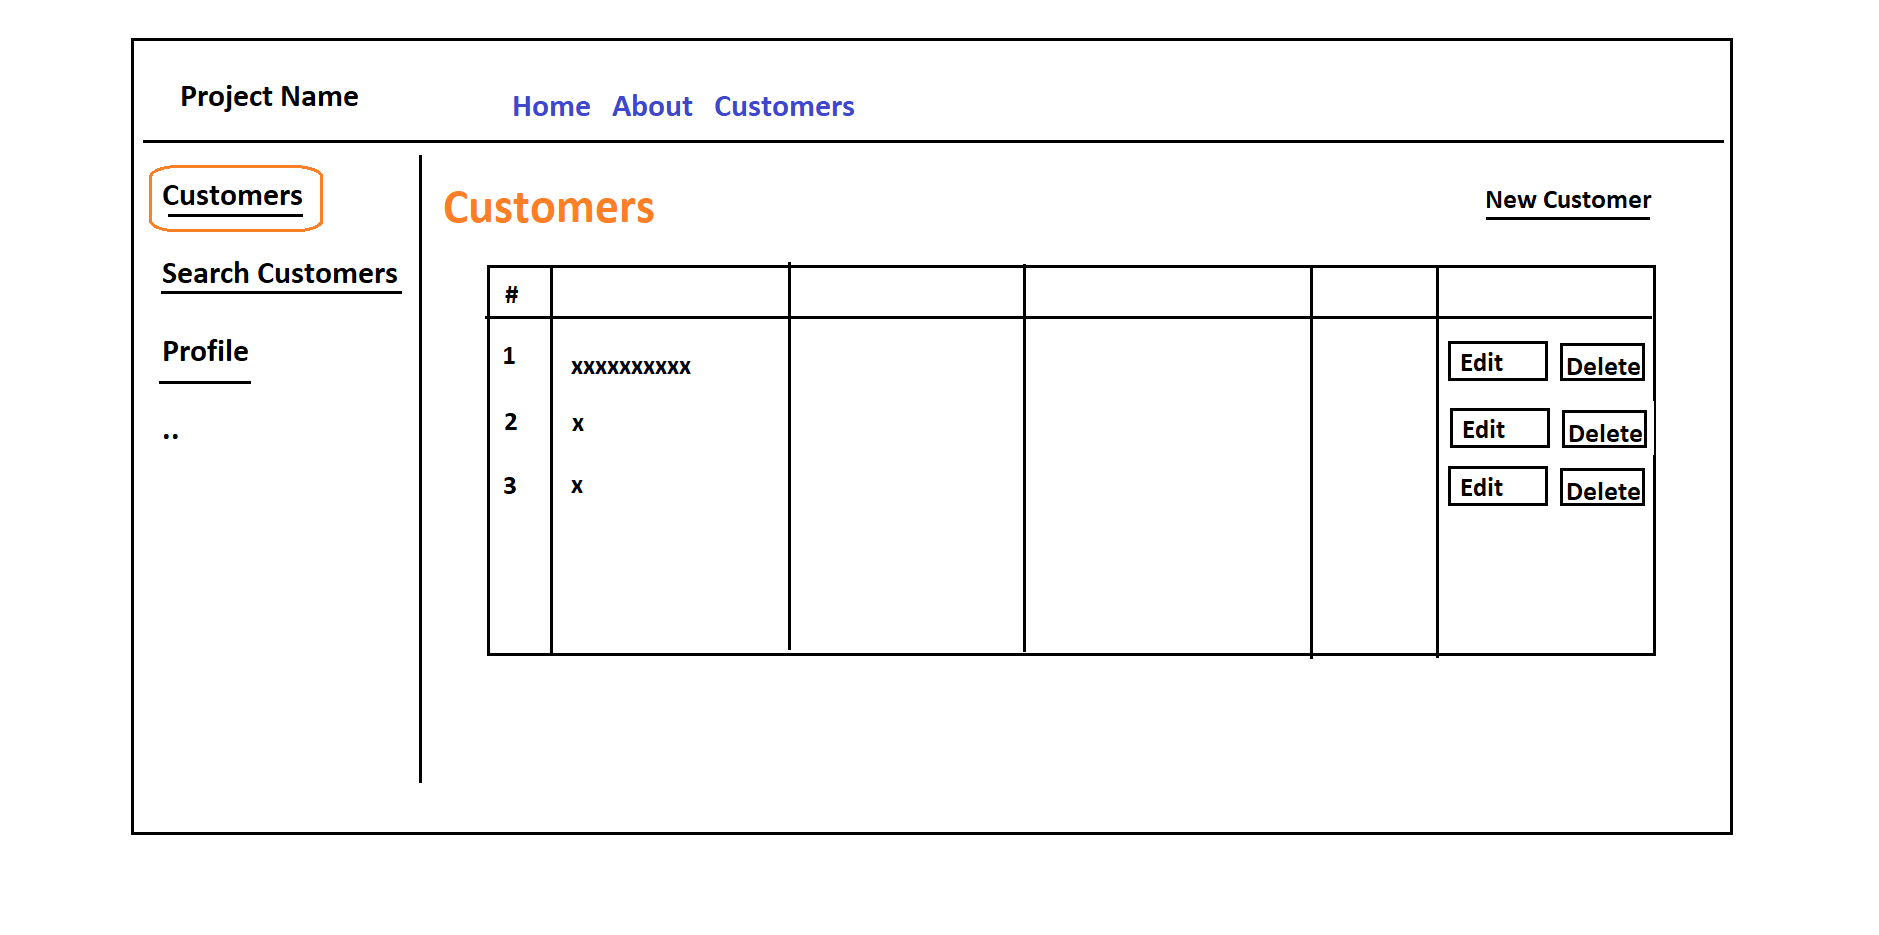 Project Name
Home About Customers
Customers
Search Customers
Profile
..
Customers
New Customer
#
1 xxxxxxxxxx Edit Delete
2 x Edit Delete
3 x Edit Delete